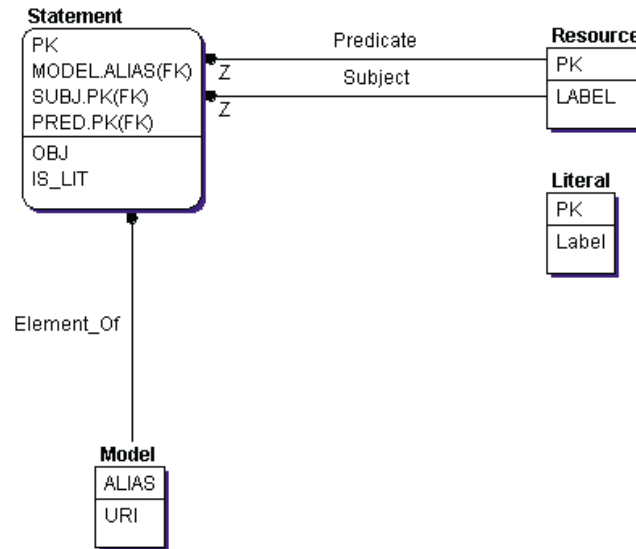 Statement
PK
MODEL.ALIAS(FK)
SUBJ.PK(FK)
PRED.PK(FK)
OBJ
IS_LIT
Predicate
Z
Subject
Z
Resource
PK
LABEL
Literal
PK
Label
Element_Of
Model
ALIAS
URI